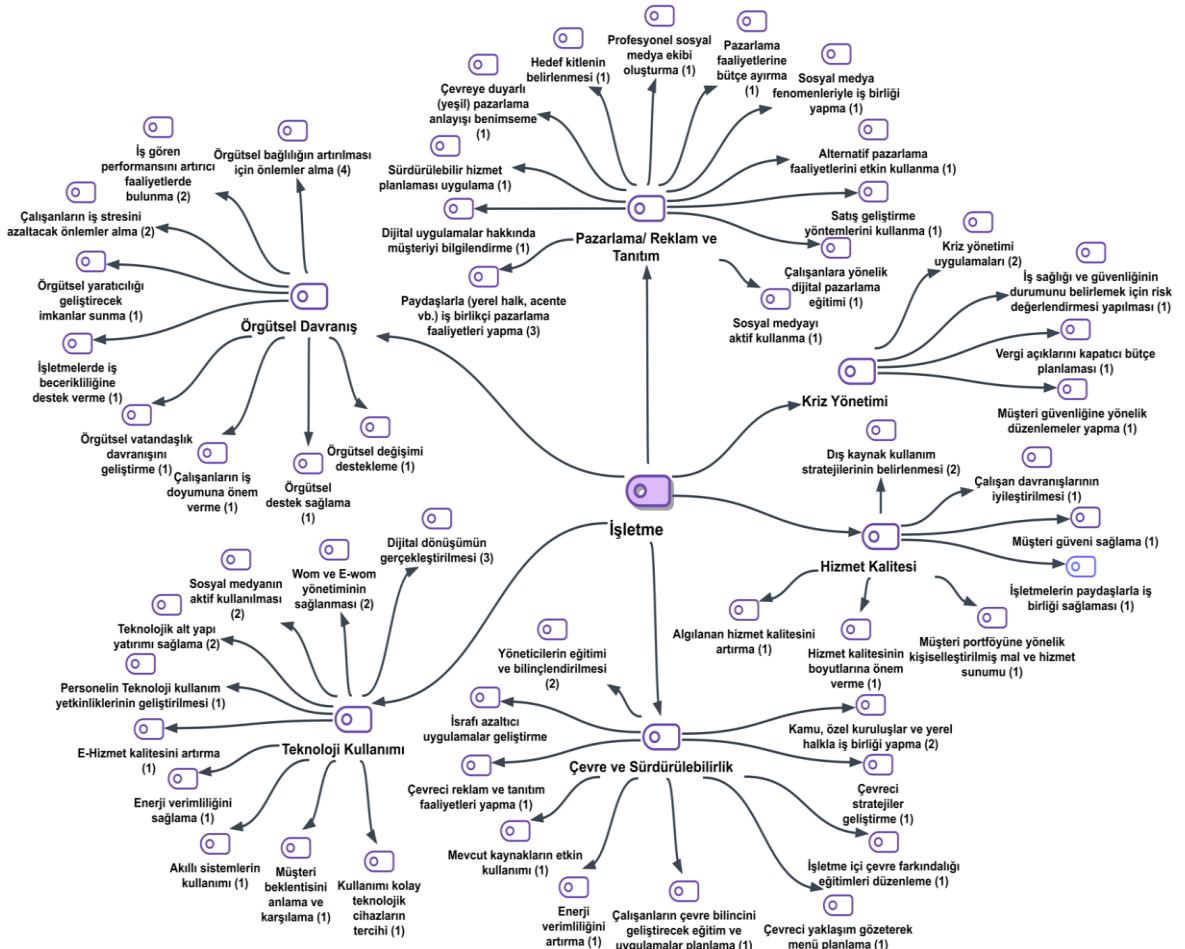 Profesyonel sosyal
medya ekibi
oluşturma (1)
Hedef kitlenin
belirlenmesi (1)
Pazarlama
faaliyetlerine
bütçe ayırma
(1)
Sosyal medya
fenomenleriyle iş birliği
yapma (1)
Çevreye duyarlı
(yeşil) pazarlama
anlayışı benimseme
(1)
Alternatif pazarlama
faaliyetlerini etkin kullanma (1)
Sürdürülebilir hizmet
planlaması uygulama (1)
Satış geliştirme
yöntemlerini kullanma (1)
Dijital uygulamalar hakkında
müşteriyi bilgilendirme (1)
Pazarlama/ Reklam ve
Tanıtım
Çalışanlara yönelik
dijital pazarlama
eğitimi (1)
Paydaşlarla (yerel halk, acente
vb.) iş birlikçi pazarlama
faaliyetleri yapma (3)
Sosyal medyayı
aktif kullanma (1)
İş gören
performansını artırıcı
faaliyetlerde
bulunma (2)
Örgütsel bağlılığın artırılması
için önlemler alma (4)
Çalışanların iş stresini
azaltacak önlemler alma (2)
Örgütsel yaratıcılığı
geliştirecek
imkanlar sunma (1)
Örgütsel Davranış
İşletmelerde iş
becerikliliğine
destek verme (1)
Örgütsel vatandaşlık
davranışını
geliştirme (1)
Çalışanların iş
doyumuna önem
verme (1)
Örgütsel
destek sağlama
(1)
Örgütsel değişimi
destekleme (1)
Kriz yönetimi
uygulamaları (2)
İş sağlığı ve güvenliğinin
durumunu belirlemek için risk
değerlendirmesi yapılması (1)
Vergi açıklarını kapatıcı bütçe
planlaması (1)
Kriz Yönetimi
Müşteri güvenliğine yönelik
düzenlemeler yapma (1)
İşletme
Dış kaynak kullanım
stratejilerinin belirlenmesi (2)
Çalışan davranışlarının
iyileştirilmesi (1)
Müşteri güveni sağlama (1)
Hizmet Kalitesi
İşletmelerin paydaşlarla iş
birliği sağlaması (1)
Algılanan hizmet kalitesini
artırma (1)
Hizmet kalitesinin
boyutlarına önem
verme (1)
Müşteri portföyüne yönelik
kişiselleştirilmiş mal ve hizmet
sunumu (1)
Dijital dönüşümün
gerçekleştirilmesi (3)
Wom ve E-wom
yönetiminin
sağlanması (2)
Sosyal medyanın
aktif kullanılması
(2)
Teknolojik alt yapı
yatırımı sağlama (2)
Personelin Teknoloji kullanım
yetkinliklerinin geliştirilmesi (1)
E-Hizmet kalitesini artırma
(1)
Teknoloji Kullanımı
Enerji verimliliğini
sağlama (1)
Akıllı sistemlerin
kullanımı (1)
Müşteri
beklentisini
anlama ve
karşılama (1)
Kullanımı kolay
teknolojik
cihazların
tercihi (1)
Yöneticilerin eğitimi
ve bilinçlendirilmesi
(2)
İsrafı azaltıcı
uygulamalar geliştirme
Kamu, özel kuruluşlar ve yerel
halkla iş birliği yapma (2)
Çevre ve Sürdürülebilirlik
Çevreci reklam ve tanıtım
faaliyetleri yapma (1)
Çevreci
stratejiler
geliştirme (1)
Mevcut kaynakların etkin
kullanımı (1)
İşletme içi çevre farkındalığı
eğitimleri düzenleme (1)
Enerji
verimliliğini
artırma (1)
Çalışanların çevre bilincini
geliştirecek eğitim ve
uygulamalar planlama (1)
Çevreci yaklaşım gözeterek
menü planlama (1)